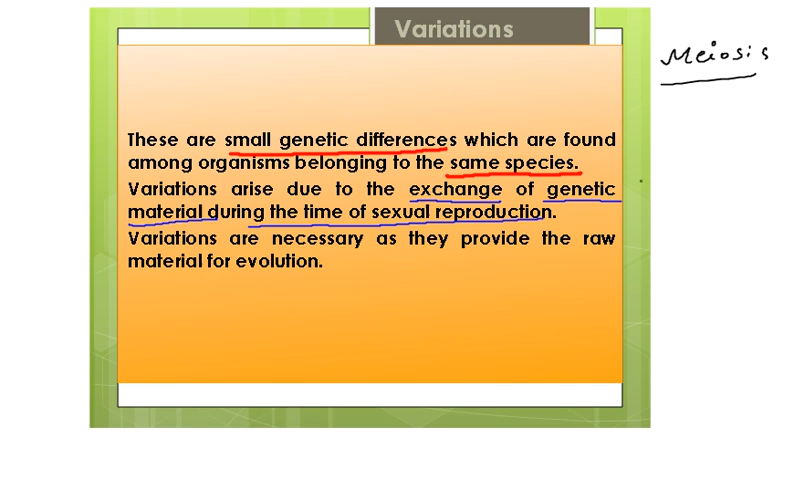 Variations
Meiosis
These are small genetic differences which are found
among organisms belonging to the same species.
Variations arise due to the exchange of genetic
material during the time of sexual reproduction.
Variations are necessary as they provide the raw
material for evolution.